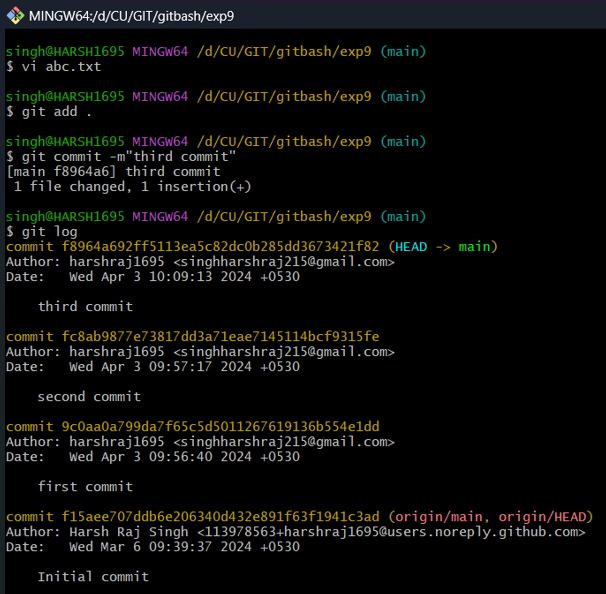 MINGW64:/d/CU/GIT/gitbash/exp9
singh@HARSH1695 MINGW64 /d/CU/GIT/gitbash/exp9 (main)
$ vi abc.txt
singh@HARSH1695 MINGW64 /d/CU/GIT/gitbash/exp9 (main)
$ git add .
singh@HARSH1695 MINGW64 /d/CU/GIT/gitbash/exp9 (main)
$ git commit -m"third commit"
[main f8964a6] third commit
 1 file changed, 1 insertion(+)
singh@HARSH1695 MINGW64 /d/CU/GIT/gitbash/exp9 (main)
$ git log
commit f8964a692ff5113ea5c82dc0b285dd3673421f82 (HEAD -> main)
Author: harshraj1695 <singhharshraj215@gmail.com>
Date:   Wed Apr 3 10:09:13 2024 +0530
    third commit
commit fc8ab9877e73817dd3a71eae7145114bcf9315fe
Author: harshraj1695 <singhharshraj215@gmail.com>
Date:   Wed Apr 3 09:57:17 2024 +0530
    second commit
commit 9c0aa0a799da7f65c5d5011267619136b554e1dd
Author: harshraj1695 <singhharshraj215@gmail.com>
Date:   Wed Apr 3 09:56:40 2024 +0530
    first commit
commit f15aee707ddb6e206340d432e891f63f1941c3ad (origin/main, origin/HEAD)
Author: Harsh Raj Singh <113978563+harshraj1695@users.noreply.github.com>
Date:   Wed Mar 6 09:39:37 2024 +0530
    Initial commit